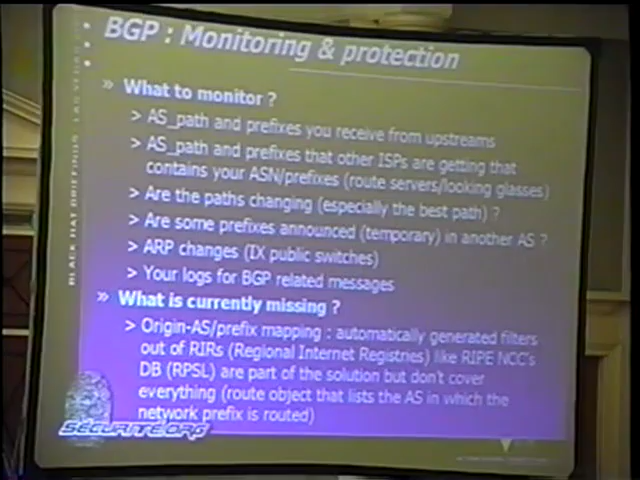 BGP : Monitoring & protection
» What to monitor ?
> AS_path and prefixes you receive from upstreams
> AS_path and prefixes that other ISPs are getting that
contains your ASN/prefixes (route servers/looking glasses)
> Are the paths changing (especially the best path) ?
> Are some prefixes announced (temporary) in another AS ?
> ARP changes (IX public switches)
> Your logs for BGP related messages
» What is currently missing ?
> Origin-AS/prefix mapping : automatically generated filters
out of RIRs (Regional Internet Registries) like RIPE NCC's
DB (RPSL) are part of the solution but don't cover
everything (route object that lists the AS in which the
network prefix is routed)
SÉCURITE.ORG
BLACK HAT BRIEFINGS